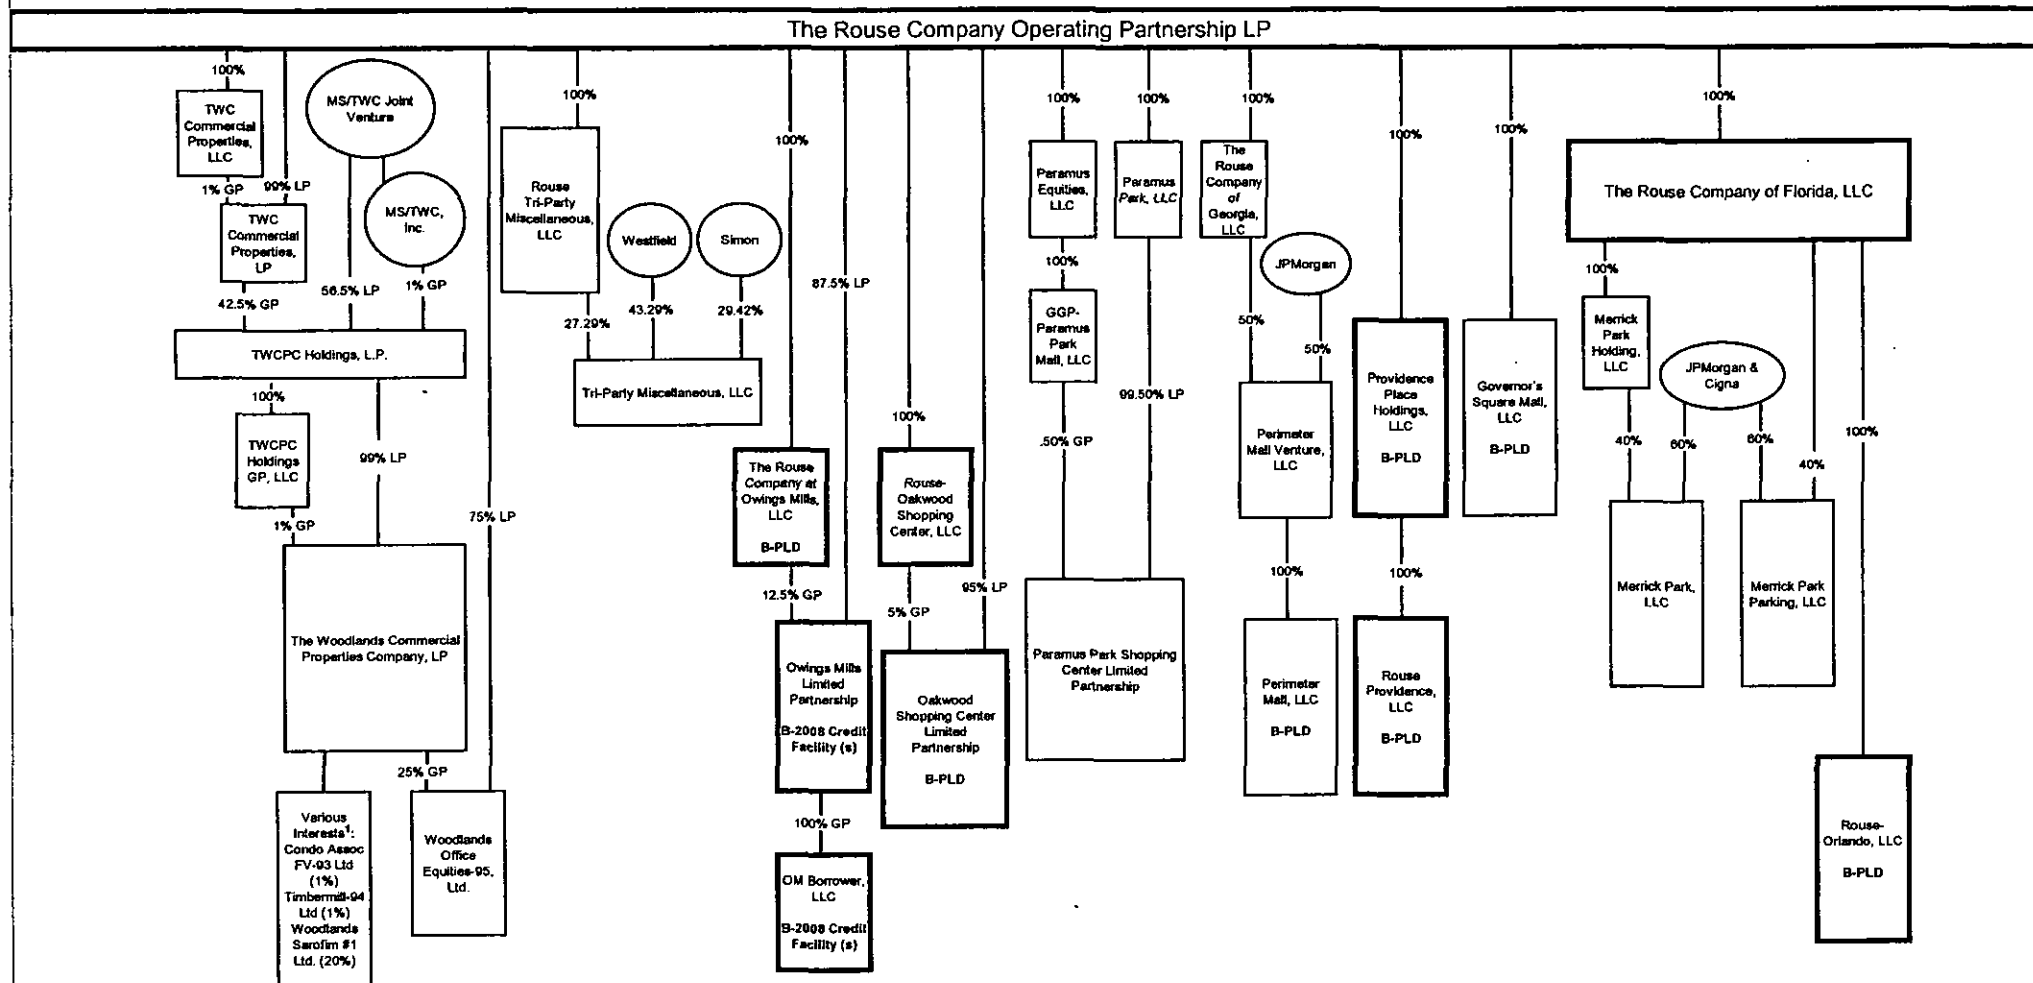 The Rouse Company Operating Partnership LP
100%
TWC
Commercial
Properties,
LLC
1% GP
99% LP
TWC
Commercial
Properties,
LP
42.5% GP
MS/TWC Joint
Venture
56.5% LP
MS/TWC,
Inc.
1% GP
TWCPC Holdings, L.P.
100%
TWCPC
Holdings
GP, LLC
1% GP
99% LP
The Woodlands Commercial
Properties Company, LP
Various
Interests1:
Condo Assoc
FV-93 Ltd
(1%)
Timbermill-94
Ltd (1%)
Woodlands
Sarofim #1
Ltd. (20%)
25% GP
75% LP
Woodlands
Office
Equities-95,
Ltd.
100%
Rouse
Tri-Party
Miscellaneous,
LLC
27.29%
Westfield
43.29%
Simon
29.42%
Tri-Party Miscellaneous, LLC
100%
The Rouse
Company at
Owings Mills,
LLC
B-PLD
12.5% GP
87.5% LP
Owings Mills
Limited
Partnership
B-2008 Credit
Facility (s)
100% GP
OM Borrower,
LLC
B-2008 Credit
Facility (s)
100%
Rouse-
Oakwood
Shopping
Center, LLC
5% GP
95% LP
Oakwood
Shopping Center
Limited
Partnership
B-PLD
100%
Paramus
Equities,
LLC
100%
GGP-
Paramus
Park
Mall, LLC
.50% GP
100%
Paramus
Park, LLC
99.50% LP
Paramus Park Shopping
Center Limited
Partnership
100%
The
Rouse
Company
of
Georgia,
LLC
50%
JPMorgan
50%
Perimeter
Mall Venture,
LLC
100%
Perimeter
Mall, LLC
B-PLD
100%
Providence
Place
Holdings,
LLC
B-PLD
100%
Rouse
Providence,
LLC
B-PLD
100%
Governor's
Square Mall,
LLC
B-PLD
100%
The Rouse Company of Florida, LLC
100%
Merrick
Park
Holding,
LLC
40%
JPMorgan &
Cigna
60%
60%
40%
Merrick Park,
LLC
Merrick Park
Parking, LLC
100%
Rouse-
Orlando, LLC
B-PLD